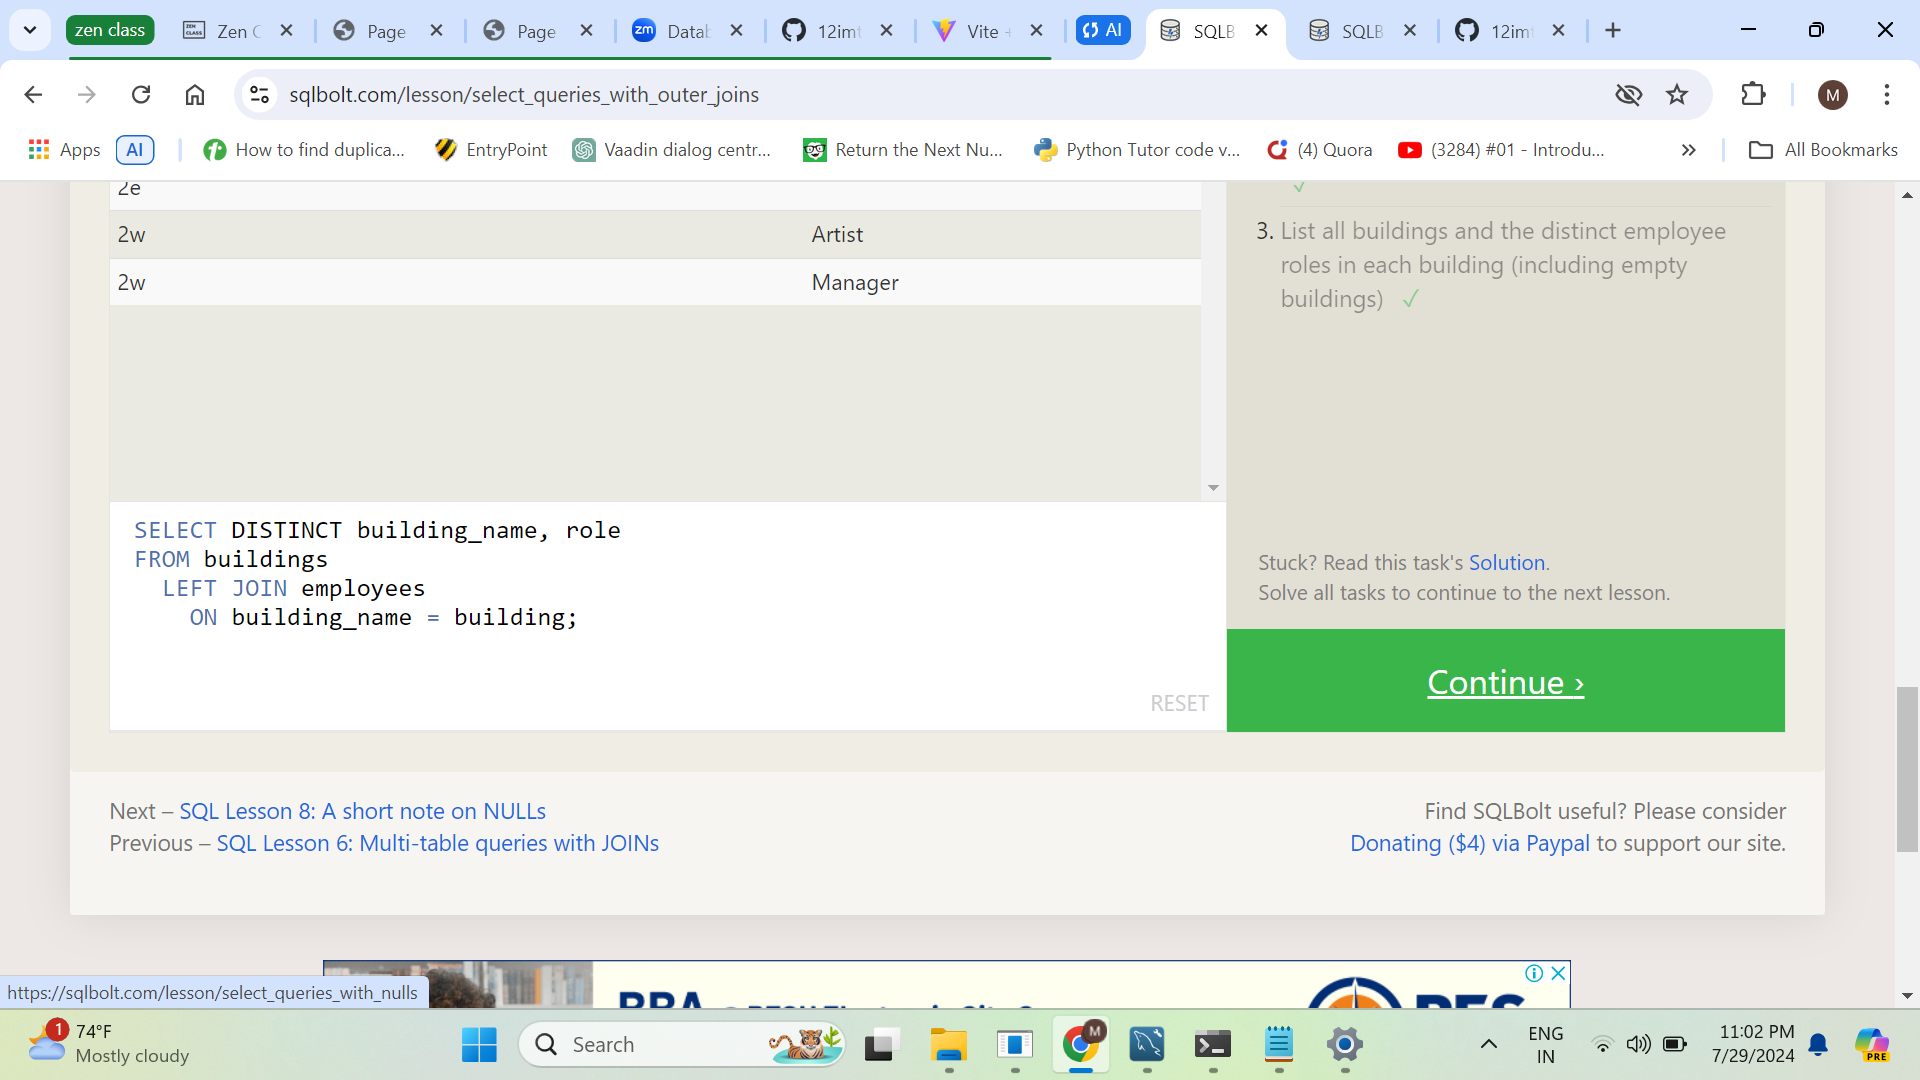 zen class
Zen C
Page
Page
zm
Datab
12imt
Vite +
AI
SQLB
SQLB
12imt
sqlbolt.com/lesson/select_queries_with_outer_joins
M
Apps
AI
How to find duplica...
EntryPoint
Vaadin dialog centr...
Return the Next Nu...
Python Tutor code v...
(4) Quora
(3284) #01 - Introdu...
All Bookmarks
2e
2w Artist
2w Manager
3. List all buildings and the distinct employee
roles in each building (including empty
buildings) ✓
SELECT DISTINCT building_name, role
FROM buildings
LEFT JOIN employees
ON building_name = building;
RESET
Stuck? Read this task's Solution.
Solve all tasks to continue to the next lesson.
Continue ›
Next – SQL Lesson 8: A short note on NULLs
Previous – SQL Lesson 6: Multi-table queries with JOINs
Find SQLBolt useful? Please consider
Donating ($4) via Paypal to support our site.
https://sqlbolt.com/lesson/select_queries_with_nulls
1
74°F
Mostly cloudy
Search
M
ENG
IN
11:02 PM
7/29/2024
PRE